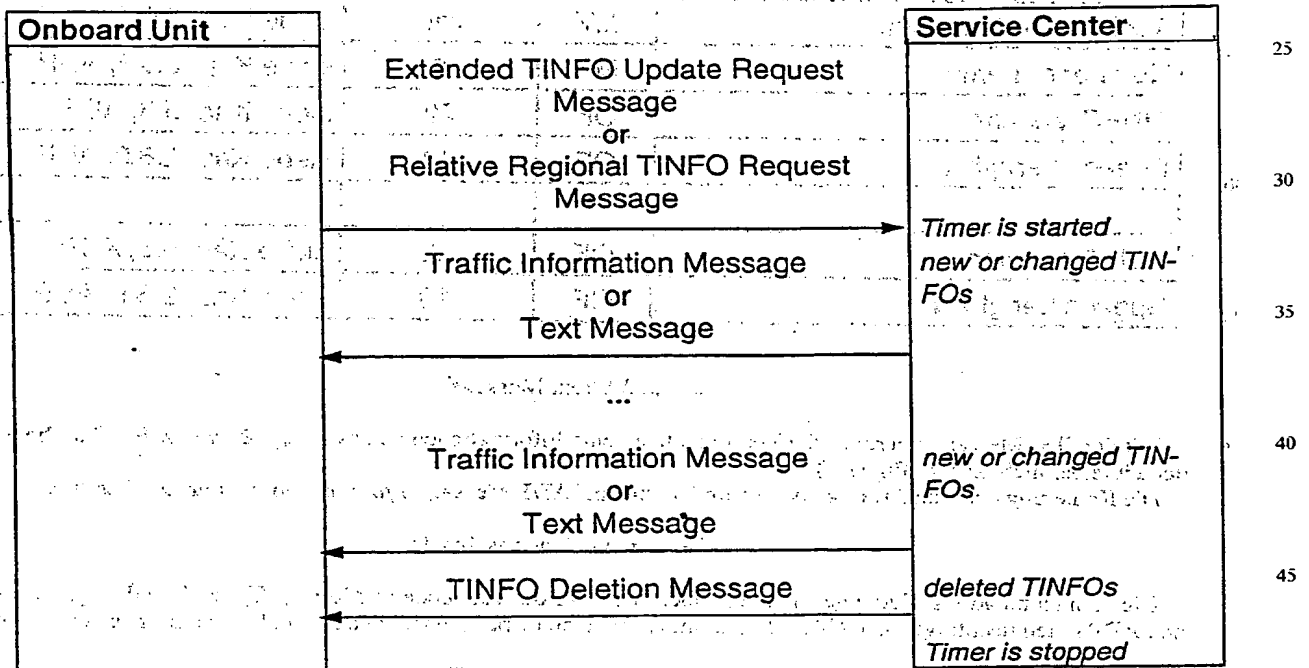 Onboard Unit
Service Center
25
Extended TINFO Update Request
Message
or
Relative Regional TINFO Request
Message
30
Timer is started
Traffic Information Message
new or changed TIN-
FOs
or
35
Text Message
...
40
Traffic Information Message
new or changed TIN-
FOs
or
Text Message
45
TINFO Deletion Message
deleted TINFOs
Timer is stopped